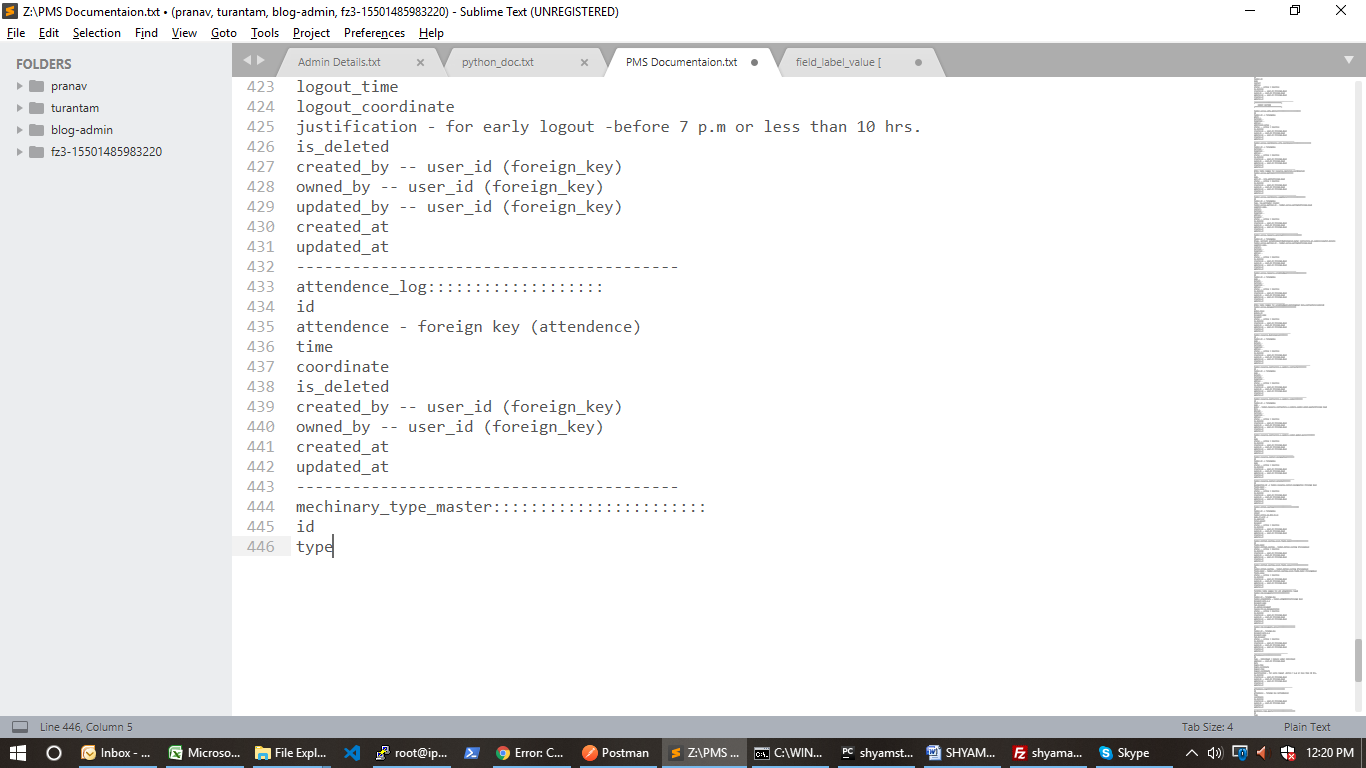 Z:\PMS Documentaion.txt • (pranav, turantam, blog-admin, fz3-15501485983220) - Sublime Text (UNREGISTERED)
File Edit Selection Find View Goto Tools Project Preferences Help
FOLDERS
pranav
turantam
blog-admin
fz3-15501485983220
Admin Details.txt
python_doc.txt
PMS Documentaion.txt
field_label_value [
423 logout_time
424 logout_cordinate
425 justification - for early logout -before 7 p.m or less than 10 hrs.
426 is_deleted
427 created_by -- user_id (foreign_key)
428 owned_by -- user_id (foreign_key)
429 updated_by -- user_id (foreign_key)
430 created_at
431 updated_at
432 -----------------------------------------
433 attendence_log:::::::::::::::::::
434 id
435 attendence - foreign key (attendence)
436 time
437 coordinate
438 is_deleted
439 created_by -- user_id (foreign_key)
440 owned_by -- user_id (foreign_key)
441 created_at
442 updated_at
443 -----------------------------------------
444 mechinary_type_master:::::::::::::::::::::::
445 id
446 type
Line 446, Column 5
Tab Size: 4
Plain Text
Inbox - ...
Microso...
File Expl...
root@ip...
Error: C...
Postman
Z:\PMS ...
C:\WIN...
shyamst...
SHYAM...
shyama...
Skype
12:20 PM